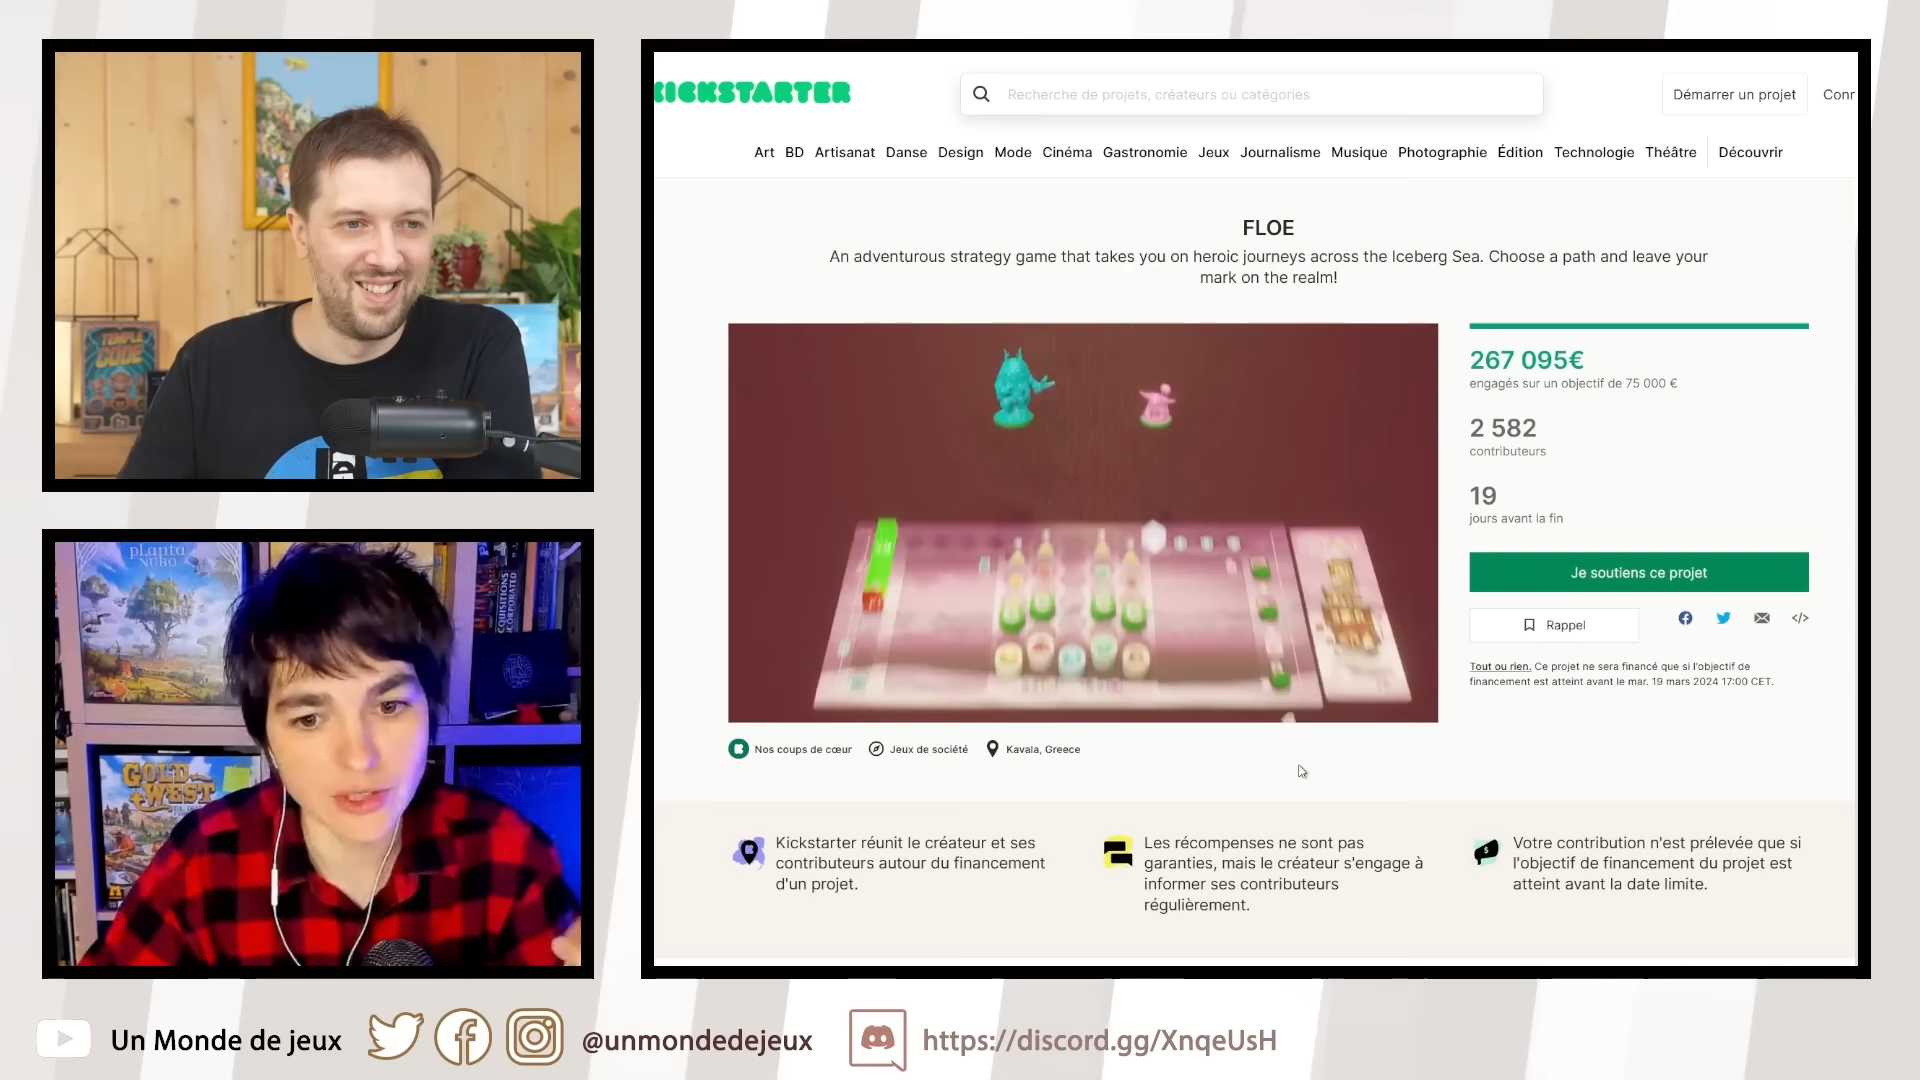 TEMPLE
CODE
pLanta
NUBO
ACQUISITIONS
INCORPORATED
GOLD
WEST
KICKSTARTER
Recherche de projets, créateurs ou catégories
Démarrer un projet
Conr
Art BD Artisanat Danse Design Mode Cinéma Gastronomie Jeux Journalisme Musique Photographie Édition Technologie Théâtre Découvrir
FLOE
An adventurous strategy game that takes you on heroic journeys across the Iceberg Sea. Choose a path and leave your
mark on the realm!
267 095€
engagés sur un objectif de 75 000 €
2 582
contributeurs
19
jours avant la fin
Je soutiens ce projet
Rappel
Tout ou rien. Ce projet ne sera financé que si l'objectif de
financement est atteint avant le mar. 19 mars 2024 17:00 CET.
Nos coups de cœur Jeux de société Kavala, Greece
Kickstarter réunit le créateur et ses
contributeurs autour du financement
d'un projet.
Les récompenses ne sont pas
garanties, mais le créateur s'engage à
informer ses contributeurs
régulièrement.
Votre contribution n'est prélevée que si
l'objectif de financement du projet est
atteint avant la date limite.
Un Monde de jeux
@unmondedejeux
https://discord.gg/XnqeUsH